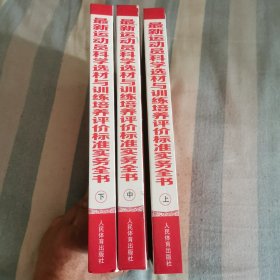 最新运动员科学选材与训练培养评价标准实务全书
下
人民体育出版社
最新运动员科学选材与训练培养评价标准实务全书
中
人民体育出版社
最新运动员科学选材与训练培养评价标准实务全书
上
人民体育出版社